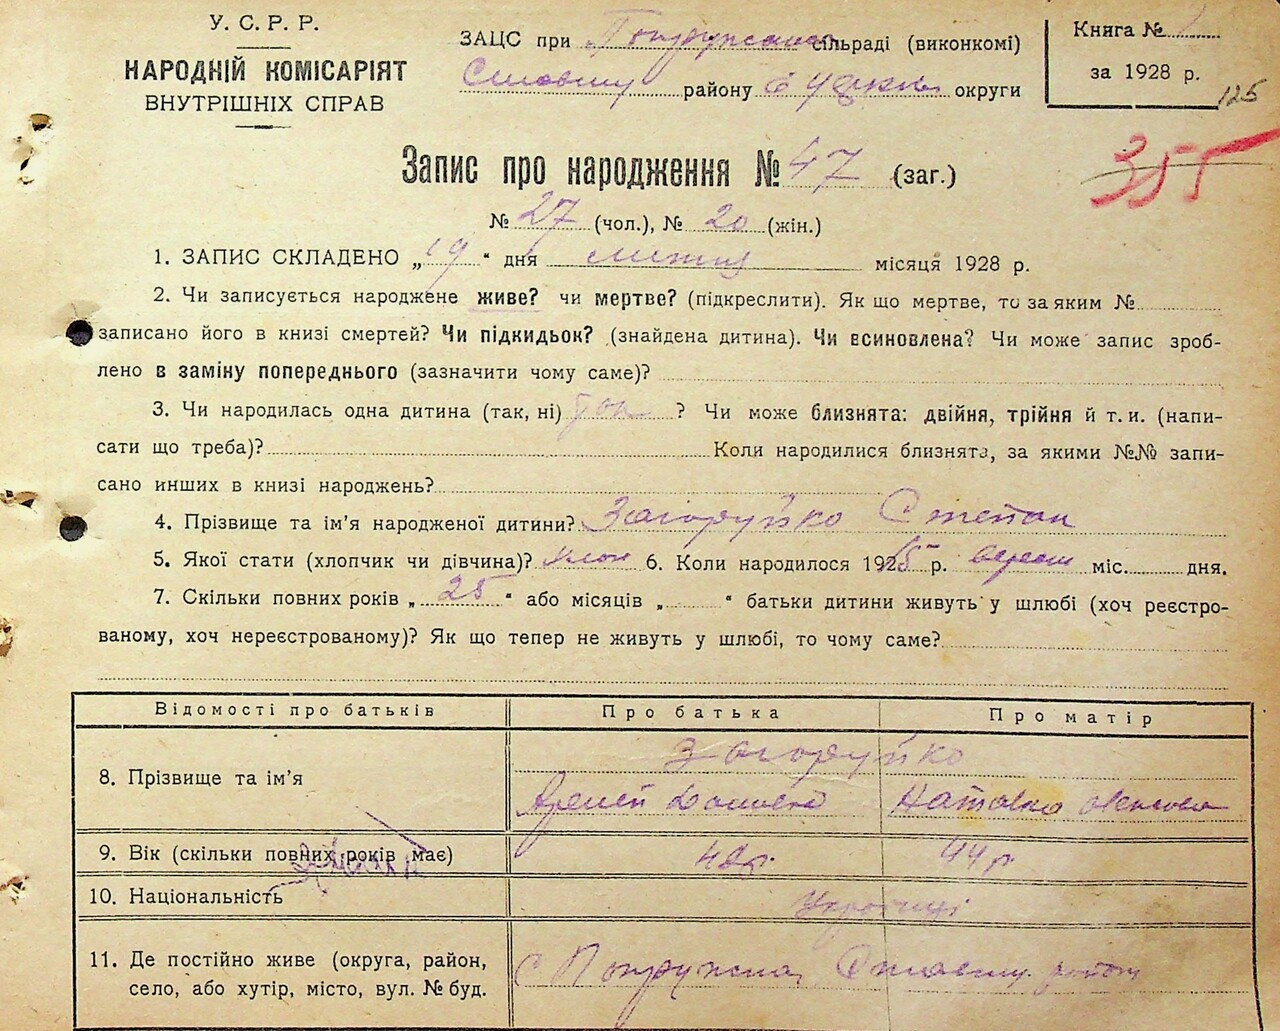 У. С. Р. Р.
НАРОДНІЙ КОМІСАРІЯТ
ВНУТРІШНІХ СПРАВ
ЗАЦС при сільраді (виконкомі)
району округи
Книга №
за 1928 р.
125
355
Запис про народження № 47 (заг.)
№ 27 (чол.), № 20 (жін.)
1. ЗАПИС СКЛАДЕНО „19" дня місяця 1928 р.
2. Чи записується народжене живе? чи мертве? (підкреслити). Як що мертве, то за яким №
записано його в книзі смертей? Чи підкидьок? (знайдена дитина). Чи всиновлена? Чи може запис зроб-
лено в заміну попереднього (зазначити чому саме)?
3. Чи народилась одна дитина (так, ні) ? Чи може близнята: двійня, трійня й т. и. (напи-
сати що треба)? Коли народилися близнята, за якими №№ запи-
сано инших в книзі народжень?
4. Прізвище та ім'я народженої дитини? Загоруйко Степан
5. Якої стати (хлопчик чи дівчина)? 6. Коли народилося 192 р. міс. дня.
7. Скільки повних років „25" або місяців „ " батьки дитини живуть у шлюбі (хоч реєстро-
ваному, хоч нереєстрованому)? Як що тепер не живуть у шлюбі, то чому саме?
Відомості про батьків Про батька Про матір
8. Прізвище та ім'я Загоруйко
9. Вік (скільки повних років має) 44 р
10. Національність Українці
11. Де постійно живе (округа, район,
село, або хутір, місто, вул. № буд.